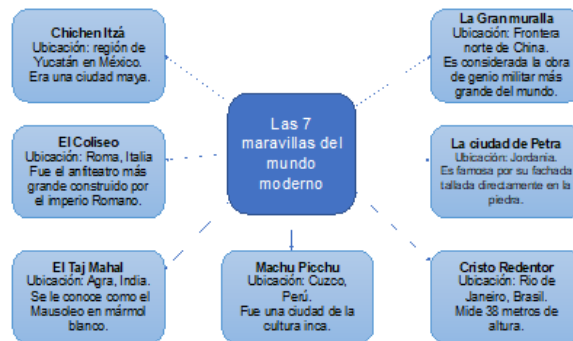 Chichen Itzá
Ubicación: región de
Yucatán en México.
Era una ciudad maya.
La Gran muralla
Ubicación: Frontera
norte de China.
Es considerada la obra
de genio militar más
grande del mundo.
Las 7
maravillas del
mundo
moderno
El Coliseo
Ubicación: Roma, Italia
Fue el anfiteatro más
grande construido por
el imperio Romano.
La ciudad de Petra
Ubicación: Jordania.
Es famosa por su fachada
tallada directamente en la
piedra.
El Taj Mahal
Ubicación: Agra, India.
Se le conoce como el
Mausoleo en mármol
blanco.
Machu Picchu
Ubicación: Cuzco,
Perú.
Fue una ciudad de la
cultura inca.
Cristo Redentor
Ubicación: Rio de
Janeiro, Brasil.
Mide 38 metros de
altura.